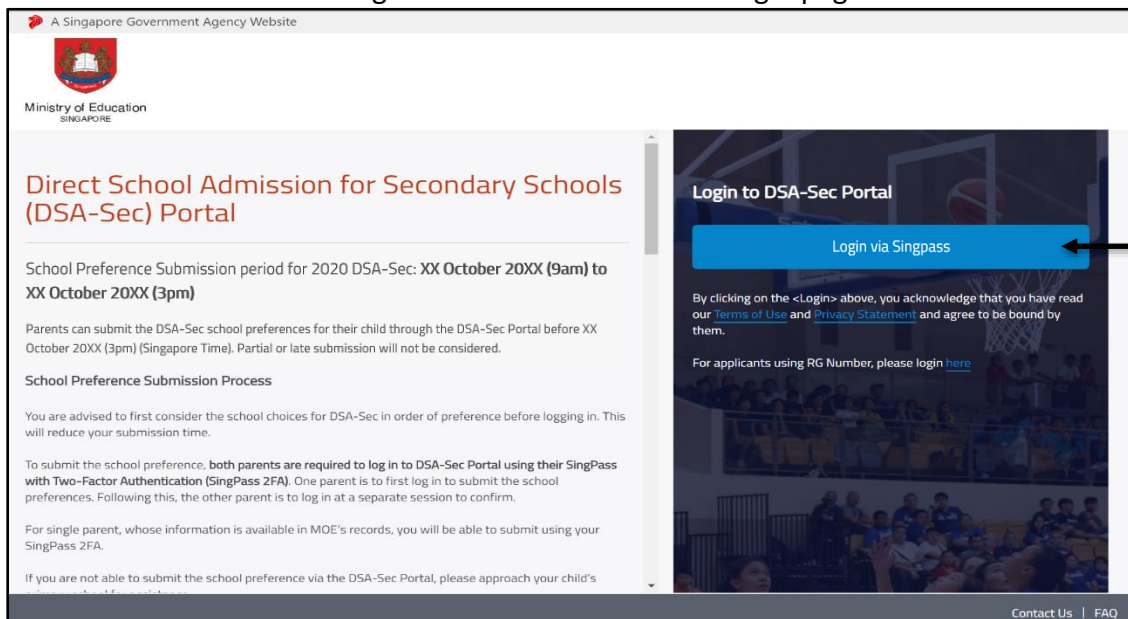 A Singapore Government Agency Website
Ministry of Education
SINGAPORE
Direct School Admission for Secondary Schools
(DSA-Sec) Portal
School Preference Submission period for 2020 DSA-Sec: XX October 20XX (9am) to
XX October 20XX (3pm)
Parents can submit the DSA-Sec school preferences for their child through the DSA-Sec Portal before XX
October 20XX (3pm) (Singapore Time). Partial or late submission will not be considered.
School Preference Submission Process
You are advised to first consider the school choices for DSA-Sec in order of preference before logging in. This
will reduce your submission time.
To submit the school preference, both parents are required to log in to DSA-Sec Portal using their SingPass
with Two-Factor Authentication (SingPass 2FA). One parent is to first log in to submit the school
preferences. Following this, the other parent is to log in at a separate session to confirm.
For single parent, whose information is available in MOE's records, you will be able to submit using your
SingPass 2FA.
If you are not able to submit the school preference via the DSA-Sec Portal, please approach your child's
Login to DSA-Sec Portal
Login via Singpass
By clicking on the <Login> above, you acknowledge that you have read
our Terms of Use and Privacy Statement and agree to be bound by
them.
For applicants using RG Number, please login here
Contact Us | FAQ